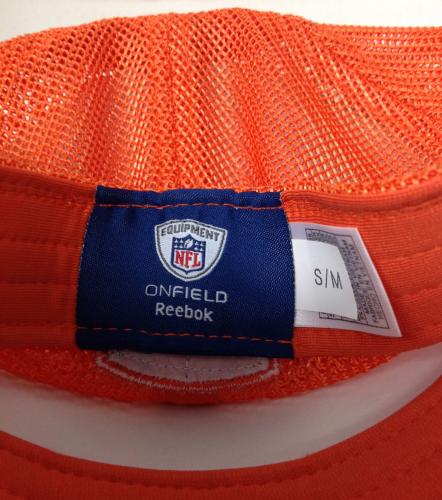 EQUIPMENT
NFL
ONFIELD
Reebok
S/M